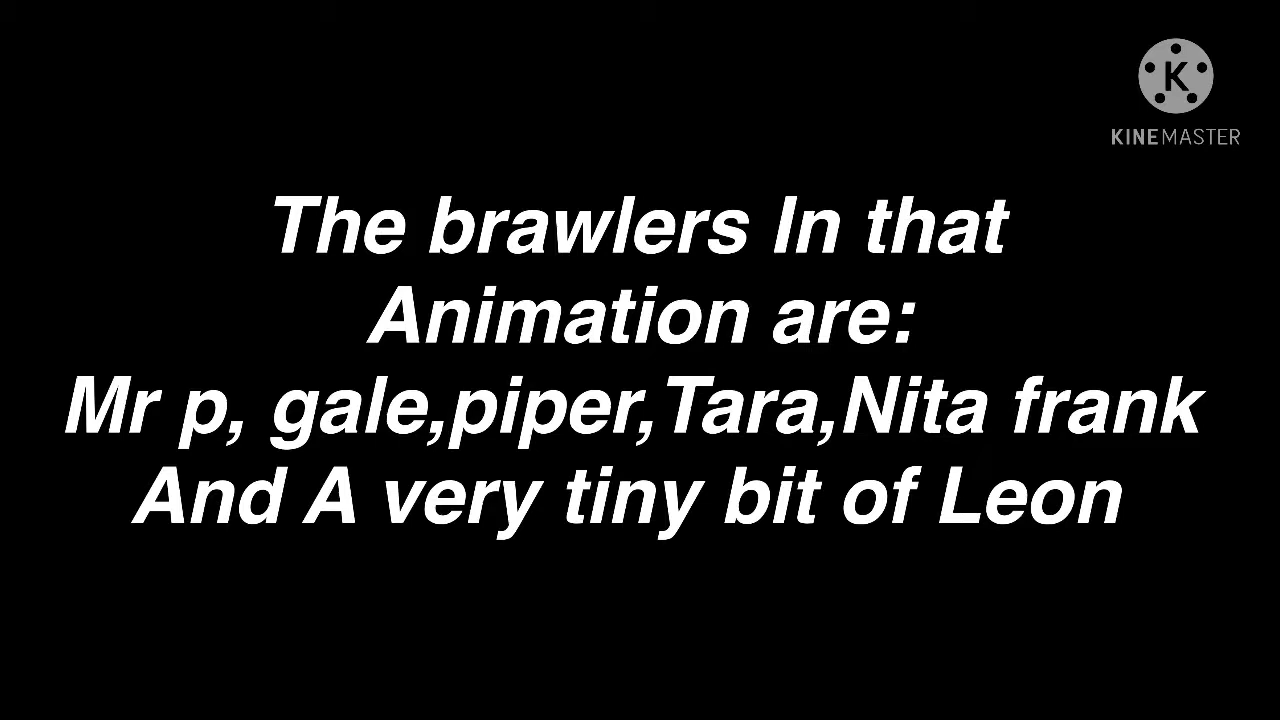 K
KINEMASTER
The brawlers In that
Animation are:
Mr p, gale,piper,Tara,Nita frank
And A very tiny bit of Leon